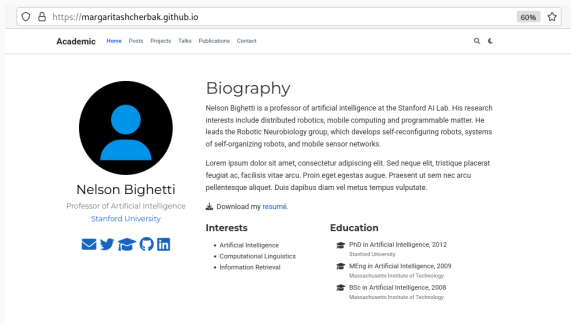 https://margaritashcherbak.github.io
60%
Academic Home Posts Projects Talks Publications Contact
Biography
Nelson Bighetti is a professor of artificial intelligence at the Stanford AI Lab. His research
interests include distributed robotics, mobile computing and programmable matter. He
leads the Robotic Neurobiology group, which develops self-reconfiguring robots, systems
of self-organizing robots, and mobile sensor networks.
Lorem ipsum dolor sit amet, consectetur adipiscing elit. Sed neque elit, tristique placerat
feugiat ac, facilisis vitae arcu. Proin eget egestas augue. Praesent ut sem nec arcu
pellentesque aliquet. Duis dapibus diam vel metus tempus vulputate.
Download my resumé.
Nelson Bighetti
Professor of Artificial Intelligence
Stanford University
Interests
Artificial Intelligence
Computational Linguistics
Information Retrieval
Education
PhD in Artificial Intelligence, 2012
Stanford University
MEng in Artificial Intelligence, 2009
Massachusetts Institute of Technology
BSc in Artificial Intelligence, 2008
Massachusetts Institute of Technology